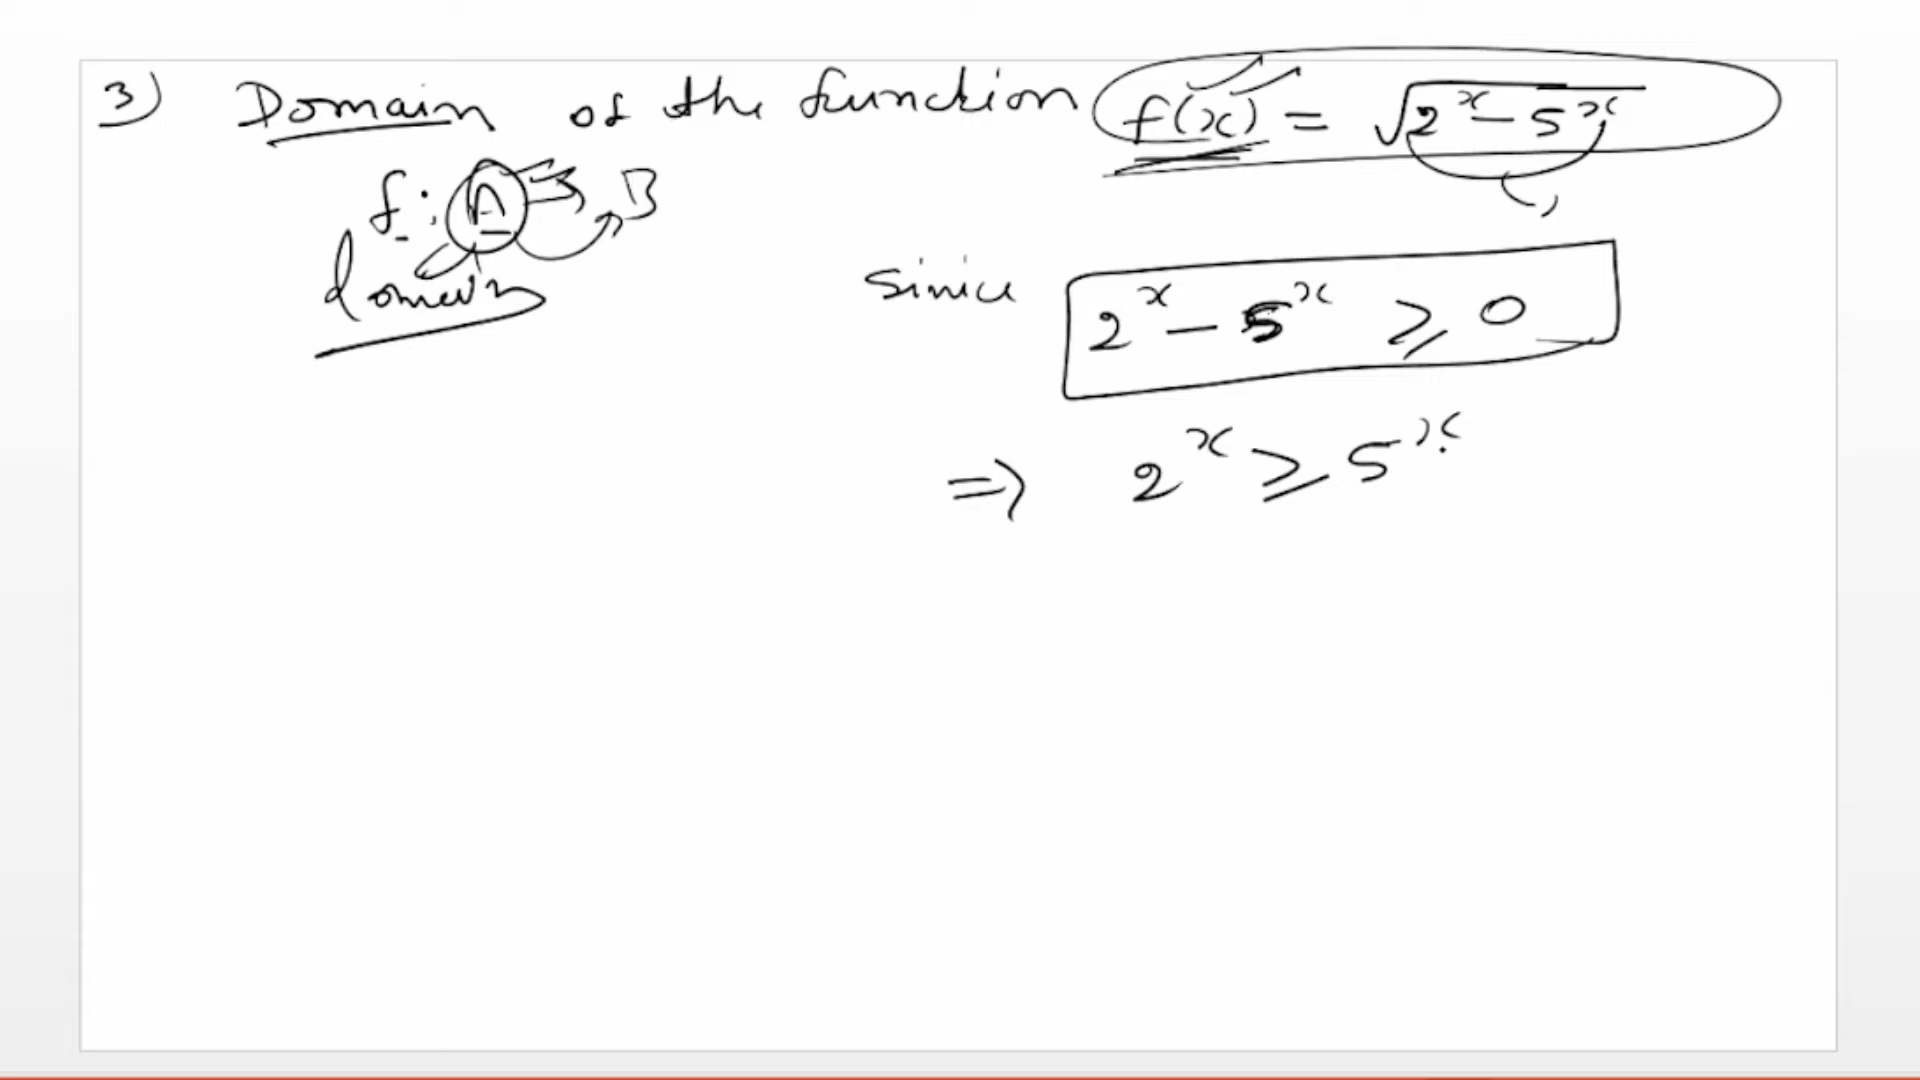 3) Domain of the function f(x) = √2^x - 5^x
f: A → B
domain
since 2^x - 5^x ≥ 0
=> 2^x ≥ 5^x